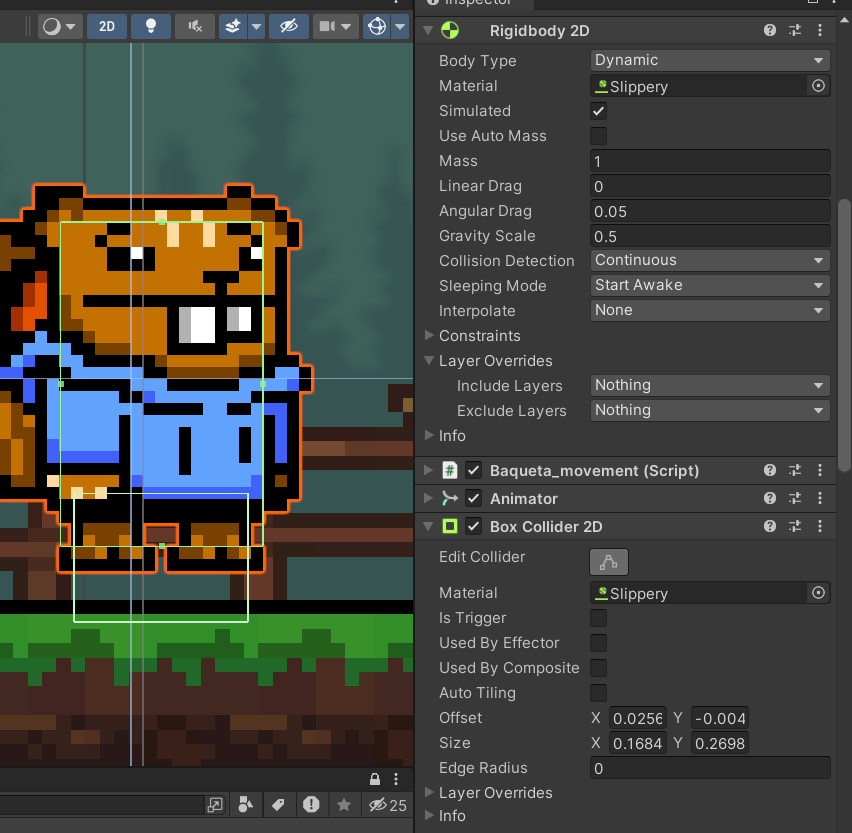 Inspector
2D
Rigidbody 2D
Body Type Dynamic
Material Slippery
Simulated
Use Auto Mass
Mass 1
Linear Drag 0
Angular Drag 0.05
Gravity Scale 0.5
Collision Detection Continuous
Sleeping Mode Start Awake
Interpolate None
Constraints
Layer Overrides
Include Layers Nothing
Exclude Layers Nothing
Info
# Baqueta_movement (Script)
Animator
Box Collider 2D
Edit Collider
Material Slippery
Is Trigger
Used By Effector
Used By Composite
Auto Tiling
Offset X 0.0256 Y -0.004
Size X 0.1684 Y 0.2698
Edge Radius 0
Layer Overrides
Info
25